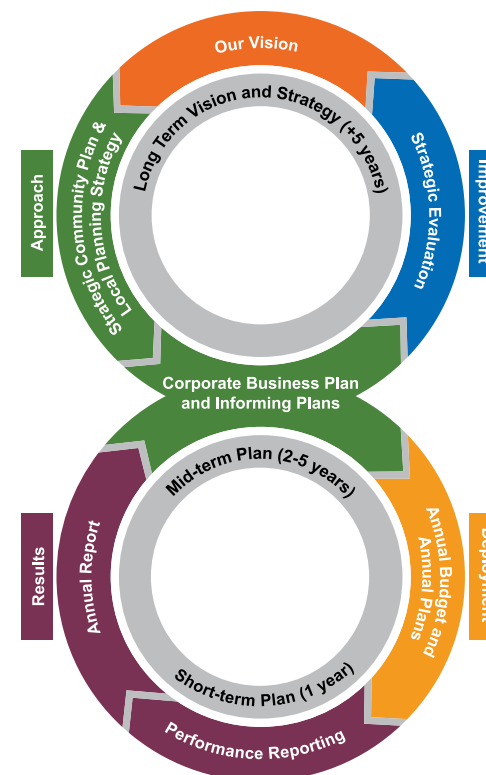 Our Vision
Long Term Vision and Strategy (+5 years)
Approach
Strategic Community Plan &
Local Planning Strategy
Strategic Evaluation
Improvement
Corporate Business Plan
and Informing Plans
Mid-term Plan (2-5 years)
Results
Annual Report
Annual Budget and
Annual Plans
Deployment
Short-term Plan (1 year)
Performance Reporting